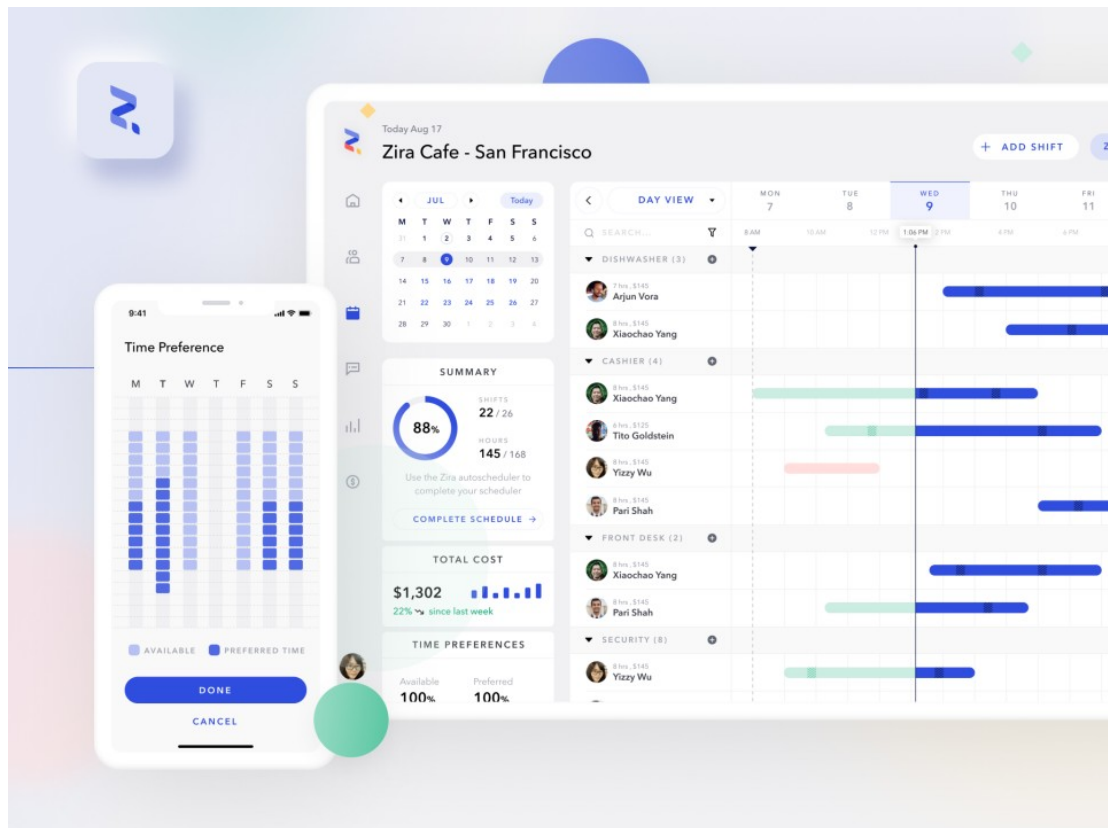 9:41
Time Preference
M T W T F S S
AVAILABLE PREFERRED TIME
DONE
CANCEL
Today Aug 17
Zira Cafe - San Francisco
+ ADD SHIFT
JUL Today
M T W T F S S
31 1 2 3 4 5 6
7 8 9 10 11 12 13
14 15 16 17 18 19 20
21 22 23 24 25 26 27
28 29 30 1 2 3 4
SUMMARY
88%
SHIFTS
22 / 26
HOURS
145 / 168
Use the Zira autoscheduler to
complete your scheduler
COMPLETE SCHEDULE →
TOTAL COST
$1,302
22% since last week
TIME PREFERENCES
Available Preferred
100% 100%
DAY VIEW
MON TUE WED THU FRI
7 8 9 10 11
SEARCH...
8 AM 10 AM 12 PM 1:06 PM 2 PM 4 PM 6 PM
DISHWASHER (3)
7 hrs, $145
Arjun Vora
8 hrs, $145
Xiaochao Yang
CASHIER (4)
8 hrs, $145
Xiaochao Yang
6 hrs, $125
Tito Goldstein
8 hrs, $145
Yizzy Wu
8 hrs, $145
Pari Shah
FRONT DESK (2)
8 hrs, $145
Xiaochao Yang
8 hrs, $145
Pari Shah
SECURITY (8)
8 hrs, $145
Yizzy Wu